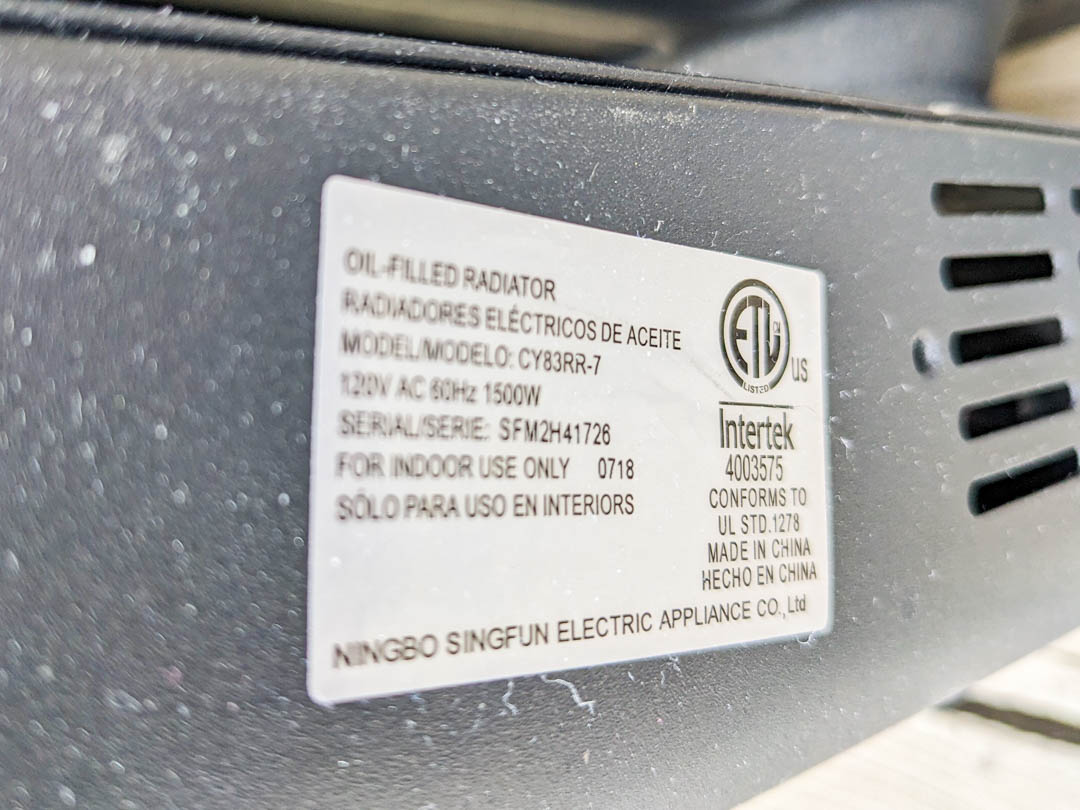 OIL-FILLED RADIATOR
RADIADORES ELÉCTRICOS DE ACEITE
MODEL/MODELO: CY83RR-7
120V AC 60Hz 1500W
SERIAL/SERIE: SFM2H41726
FOR INDOOR USE ONLY 0718
SÓLO PARA USO EN INTERIORS
ETL CM
LISTED
us
Intertek
4003575
CONFORMS TO
UL STD.1278
MADE IN CHINA
HECHO EN CHINA
NINGBO SINGFUN ELECTRIC APPLIANCE CO.,Ltd